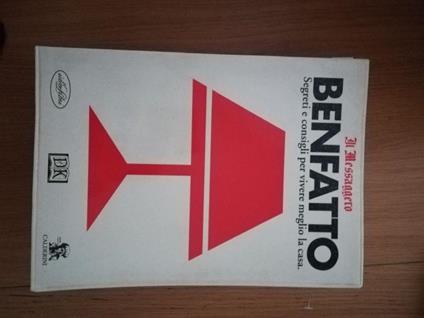 Il Messaggero
BENFATTO
Segreti e consigli per vivere meglio la casa.
DK
CALDERINI